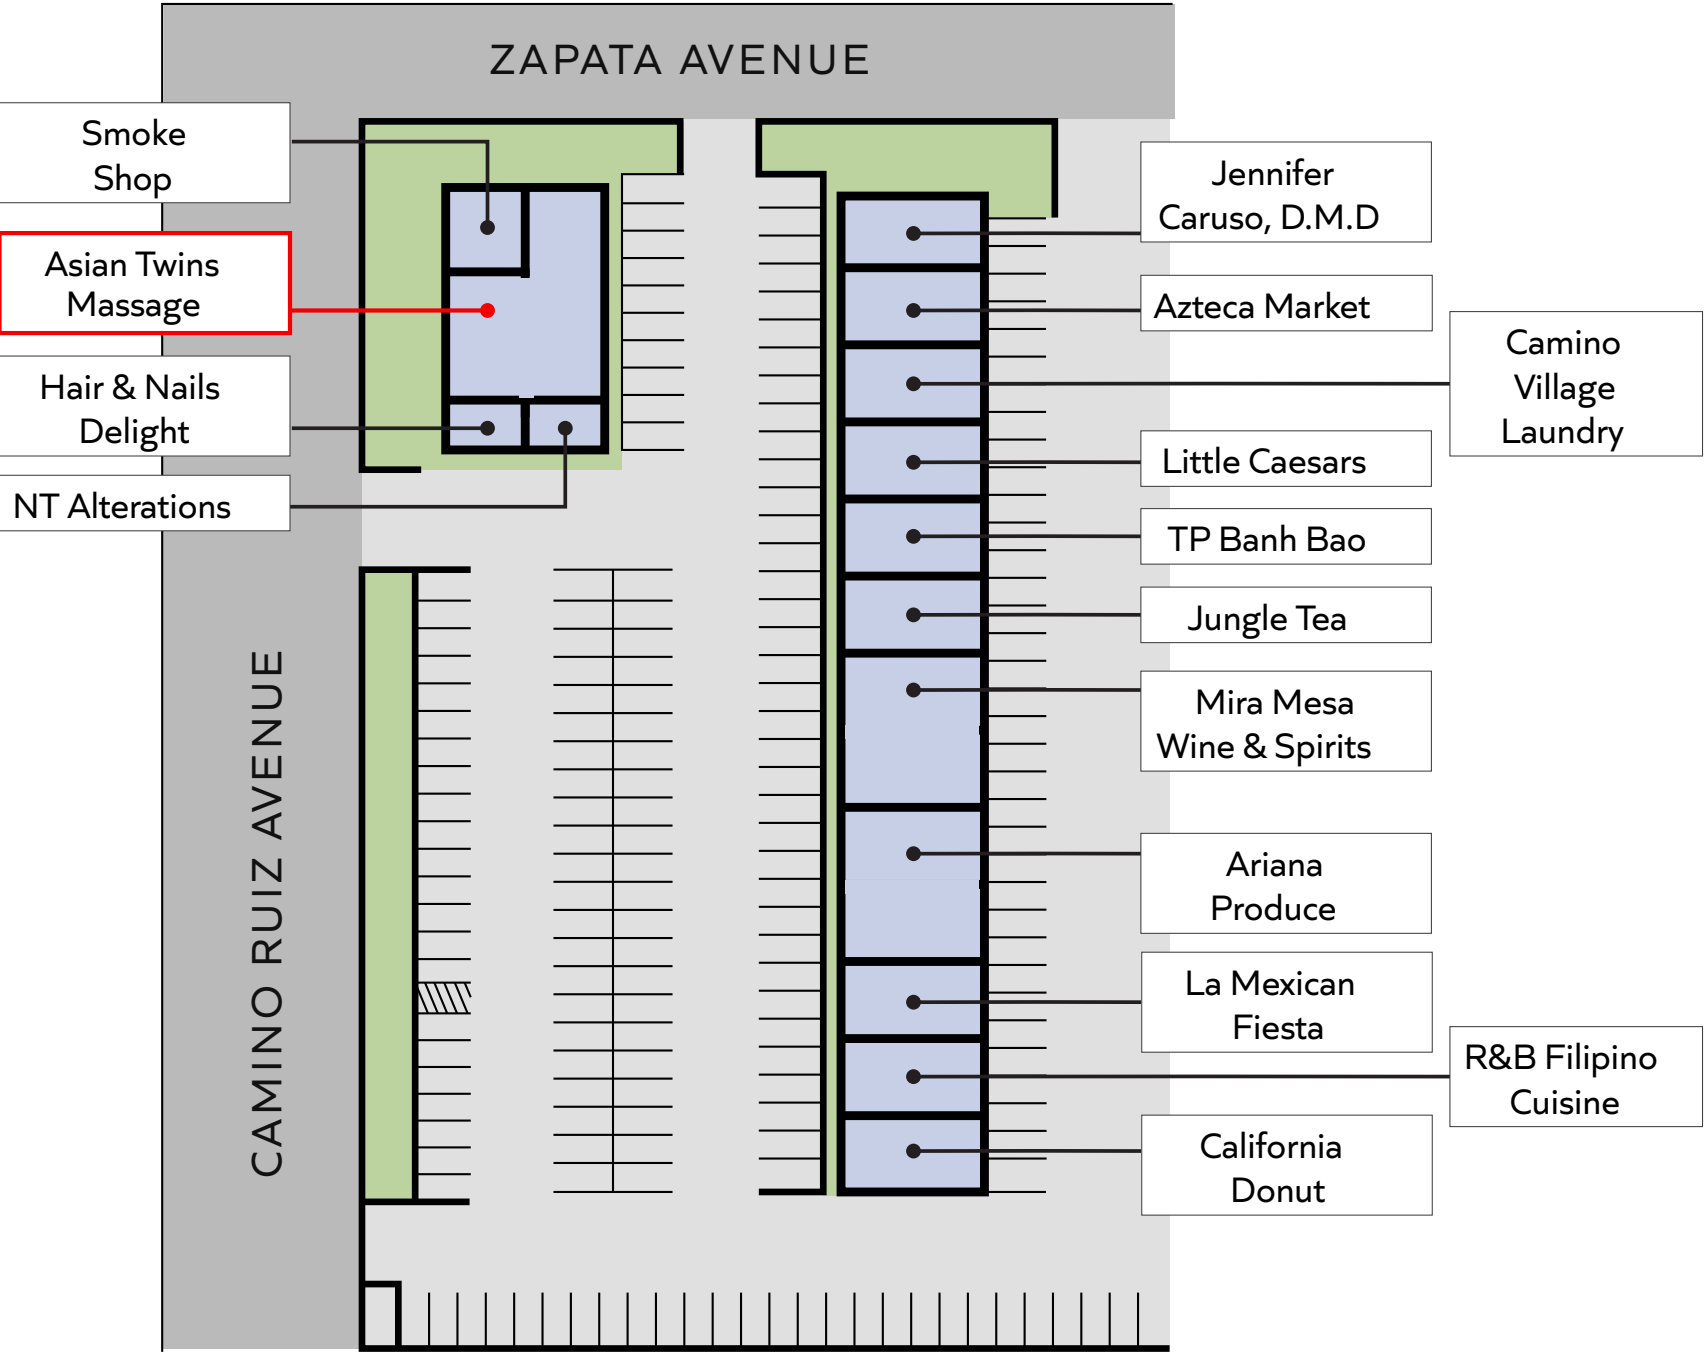 ZAPATA AVENUE
Smoke
Shop
Asian Twins
Massage
Hair & Nails
Delight
NT Alterations
CAMINO RUIZ AVENUE
Jennifer
Caruso, D.M.D
Azteca Market
Camino
Village
Laundry
Little Caesars
TP Banh Bao
Jungle Tea
Mira Mesa
Wine & Spirits
Ariana
Produce
La Mexican
Fiesta
R&B Filipino
Cuisine
California
Donut